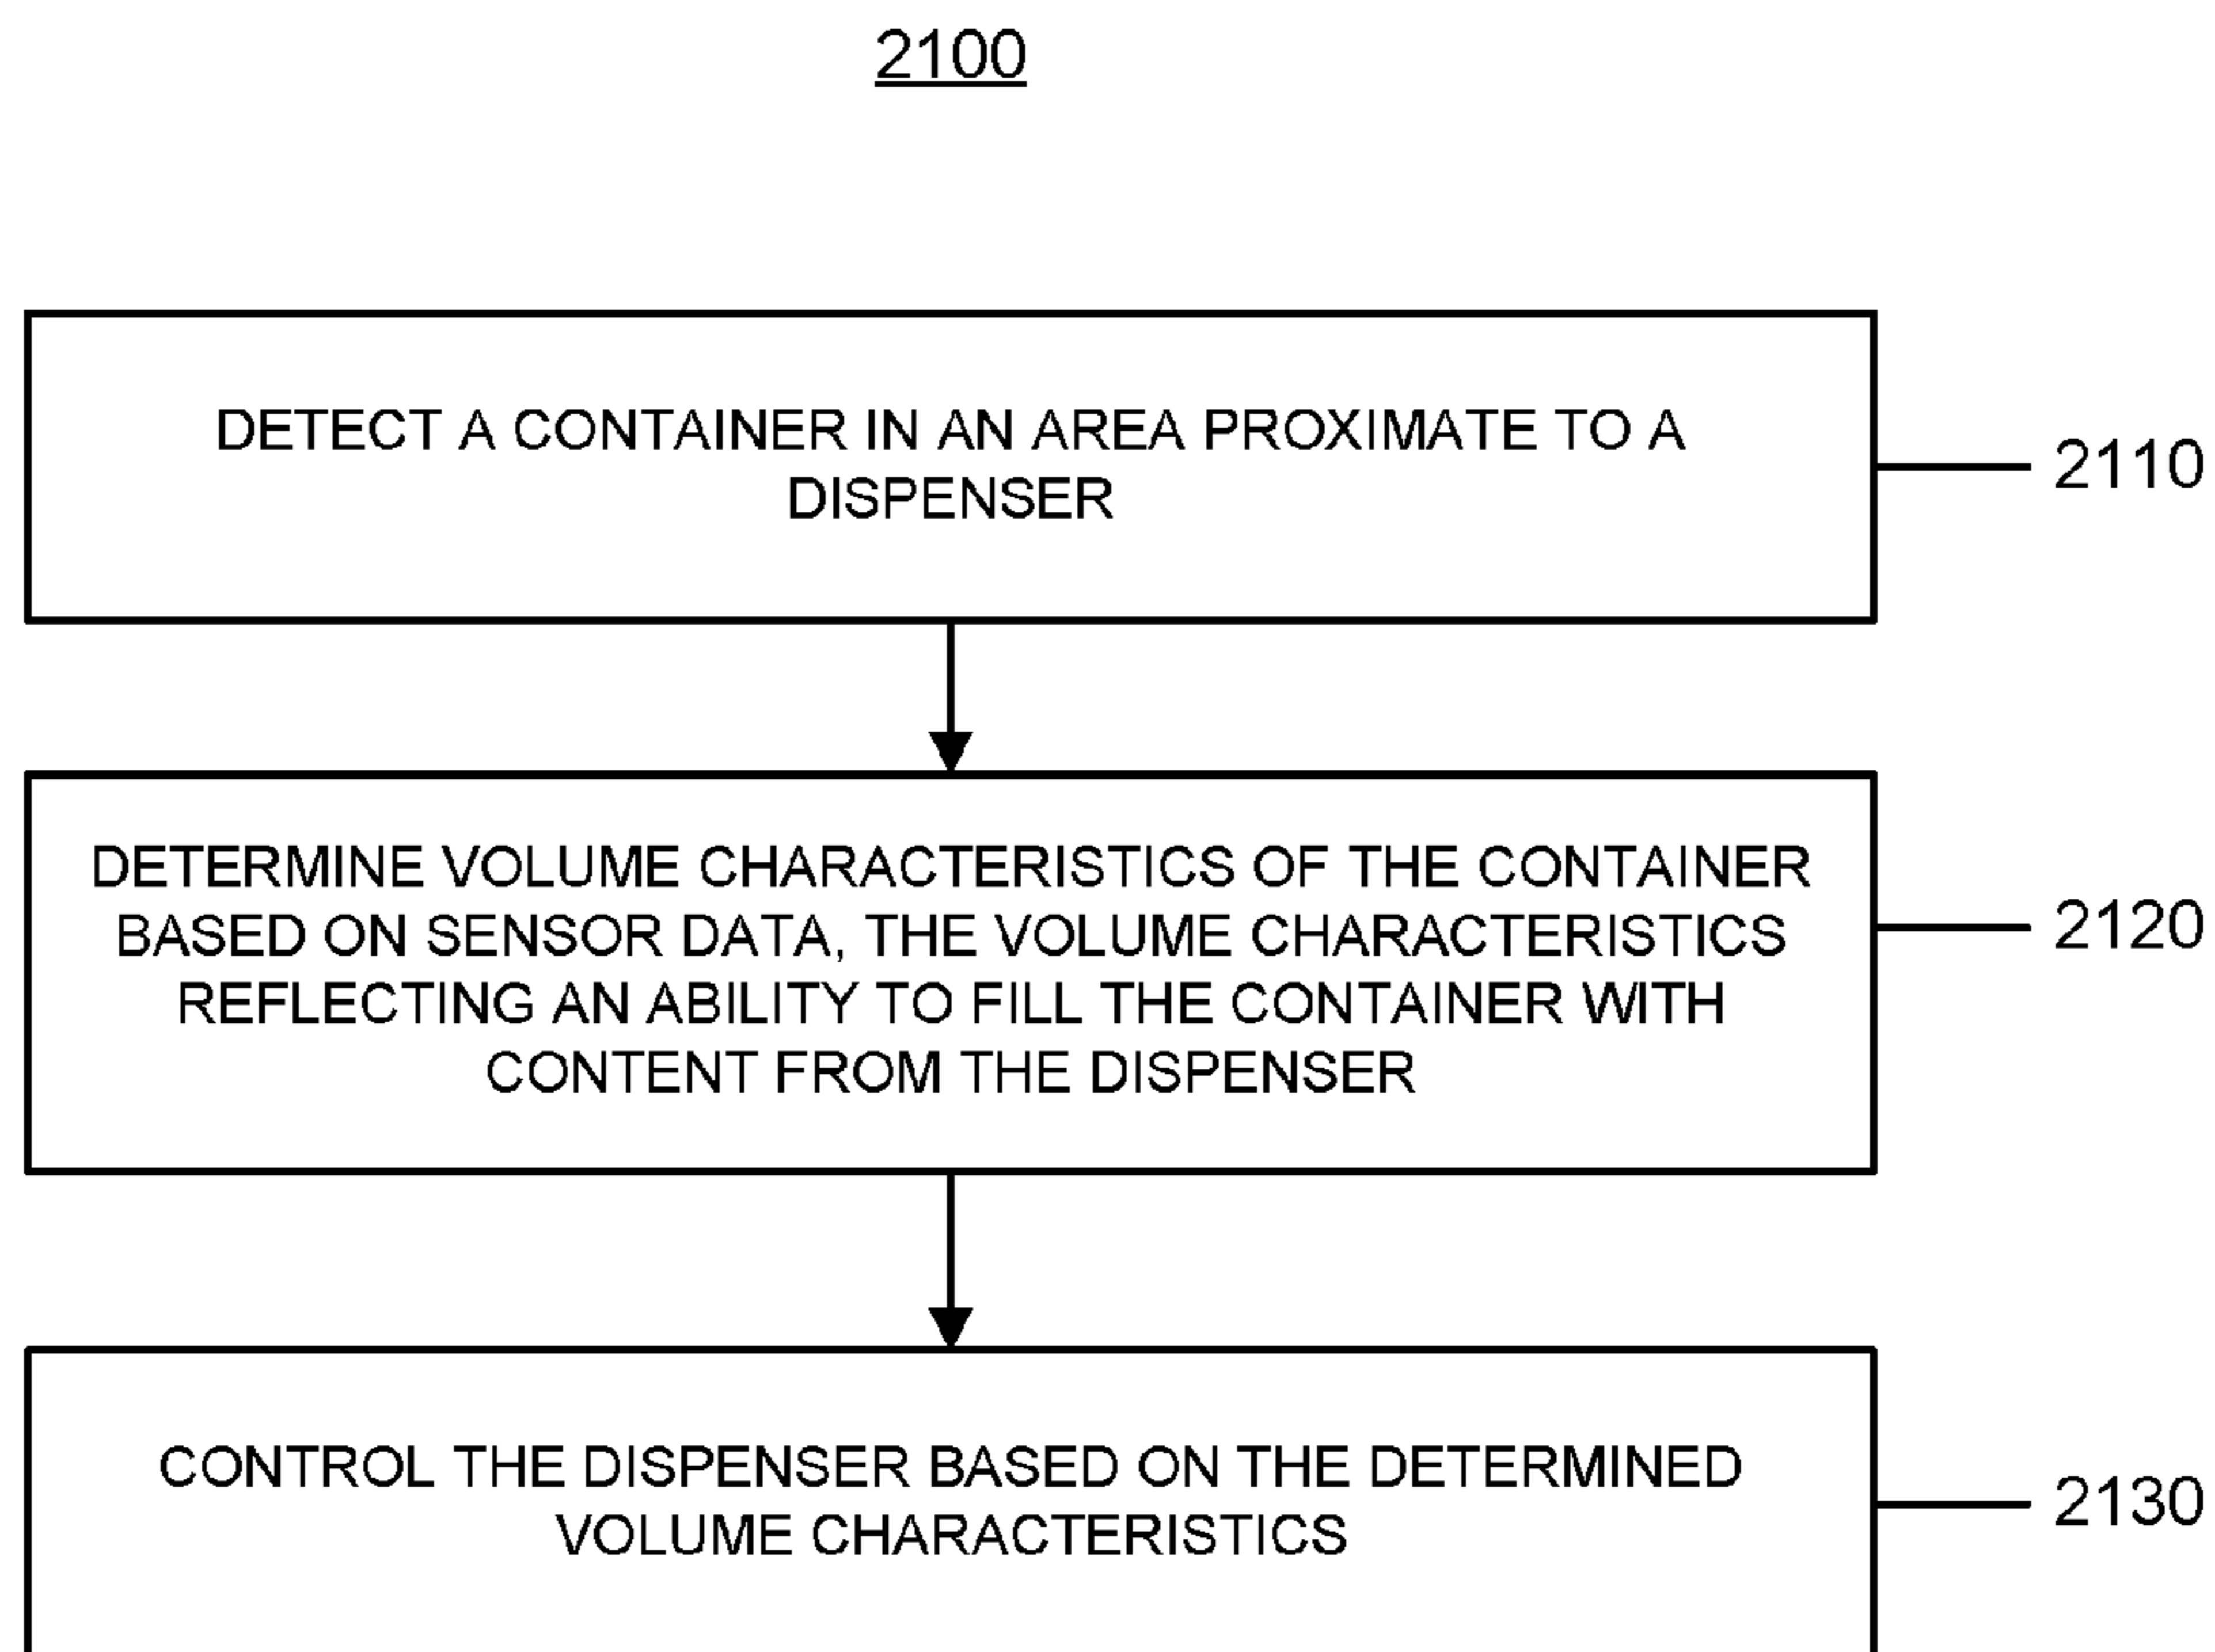 2100
DETECT A CONTAINER IN AN AREA PROXIMATE TO A
DISPENSER
2110
DETERMINE VOLUME CHARACTERISTICS OF THE CONTAINER
BASED ON SENSOR DATA, THE VOLUME CHARACTERISTICS
REFLECTING AN ABILITY TO FILL THE CONTAINER WITH
CONTENT FROM THE DISPENSER
2120
CONTROL THE DISPENSER BASED ON THE DETERMINED
VOLUME CHARACTERISTICS
2130